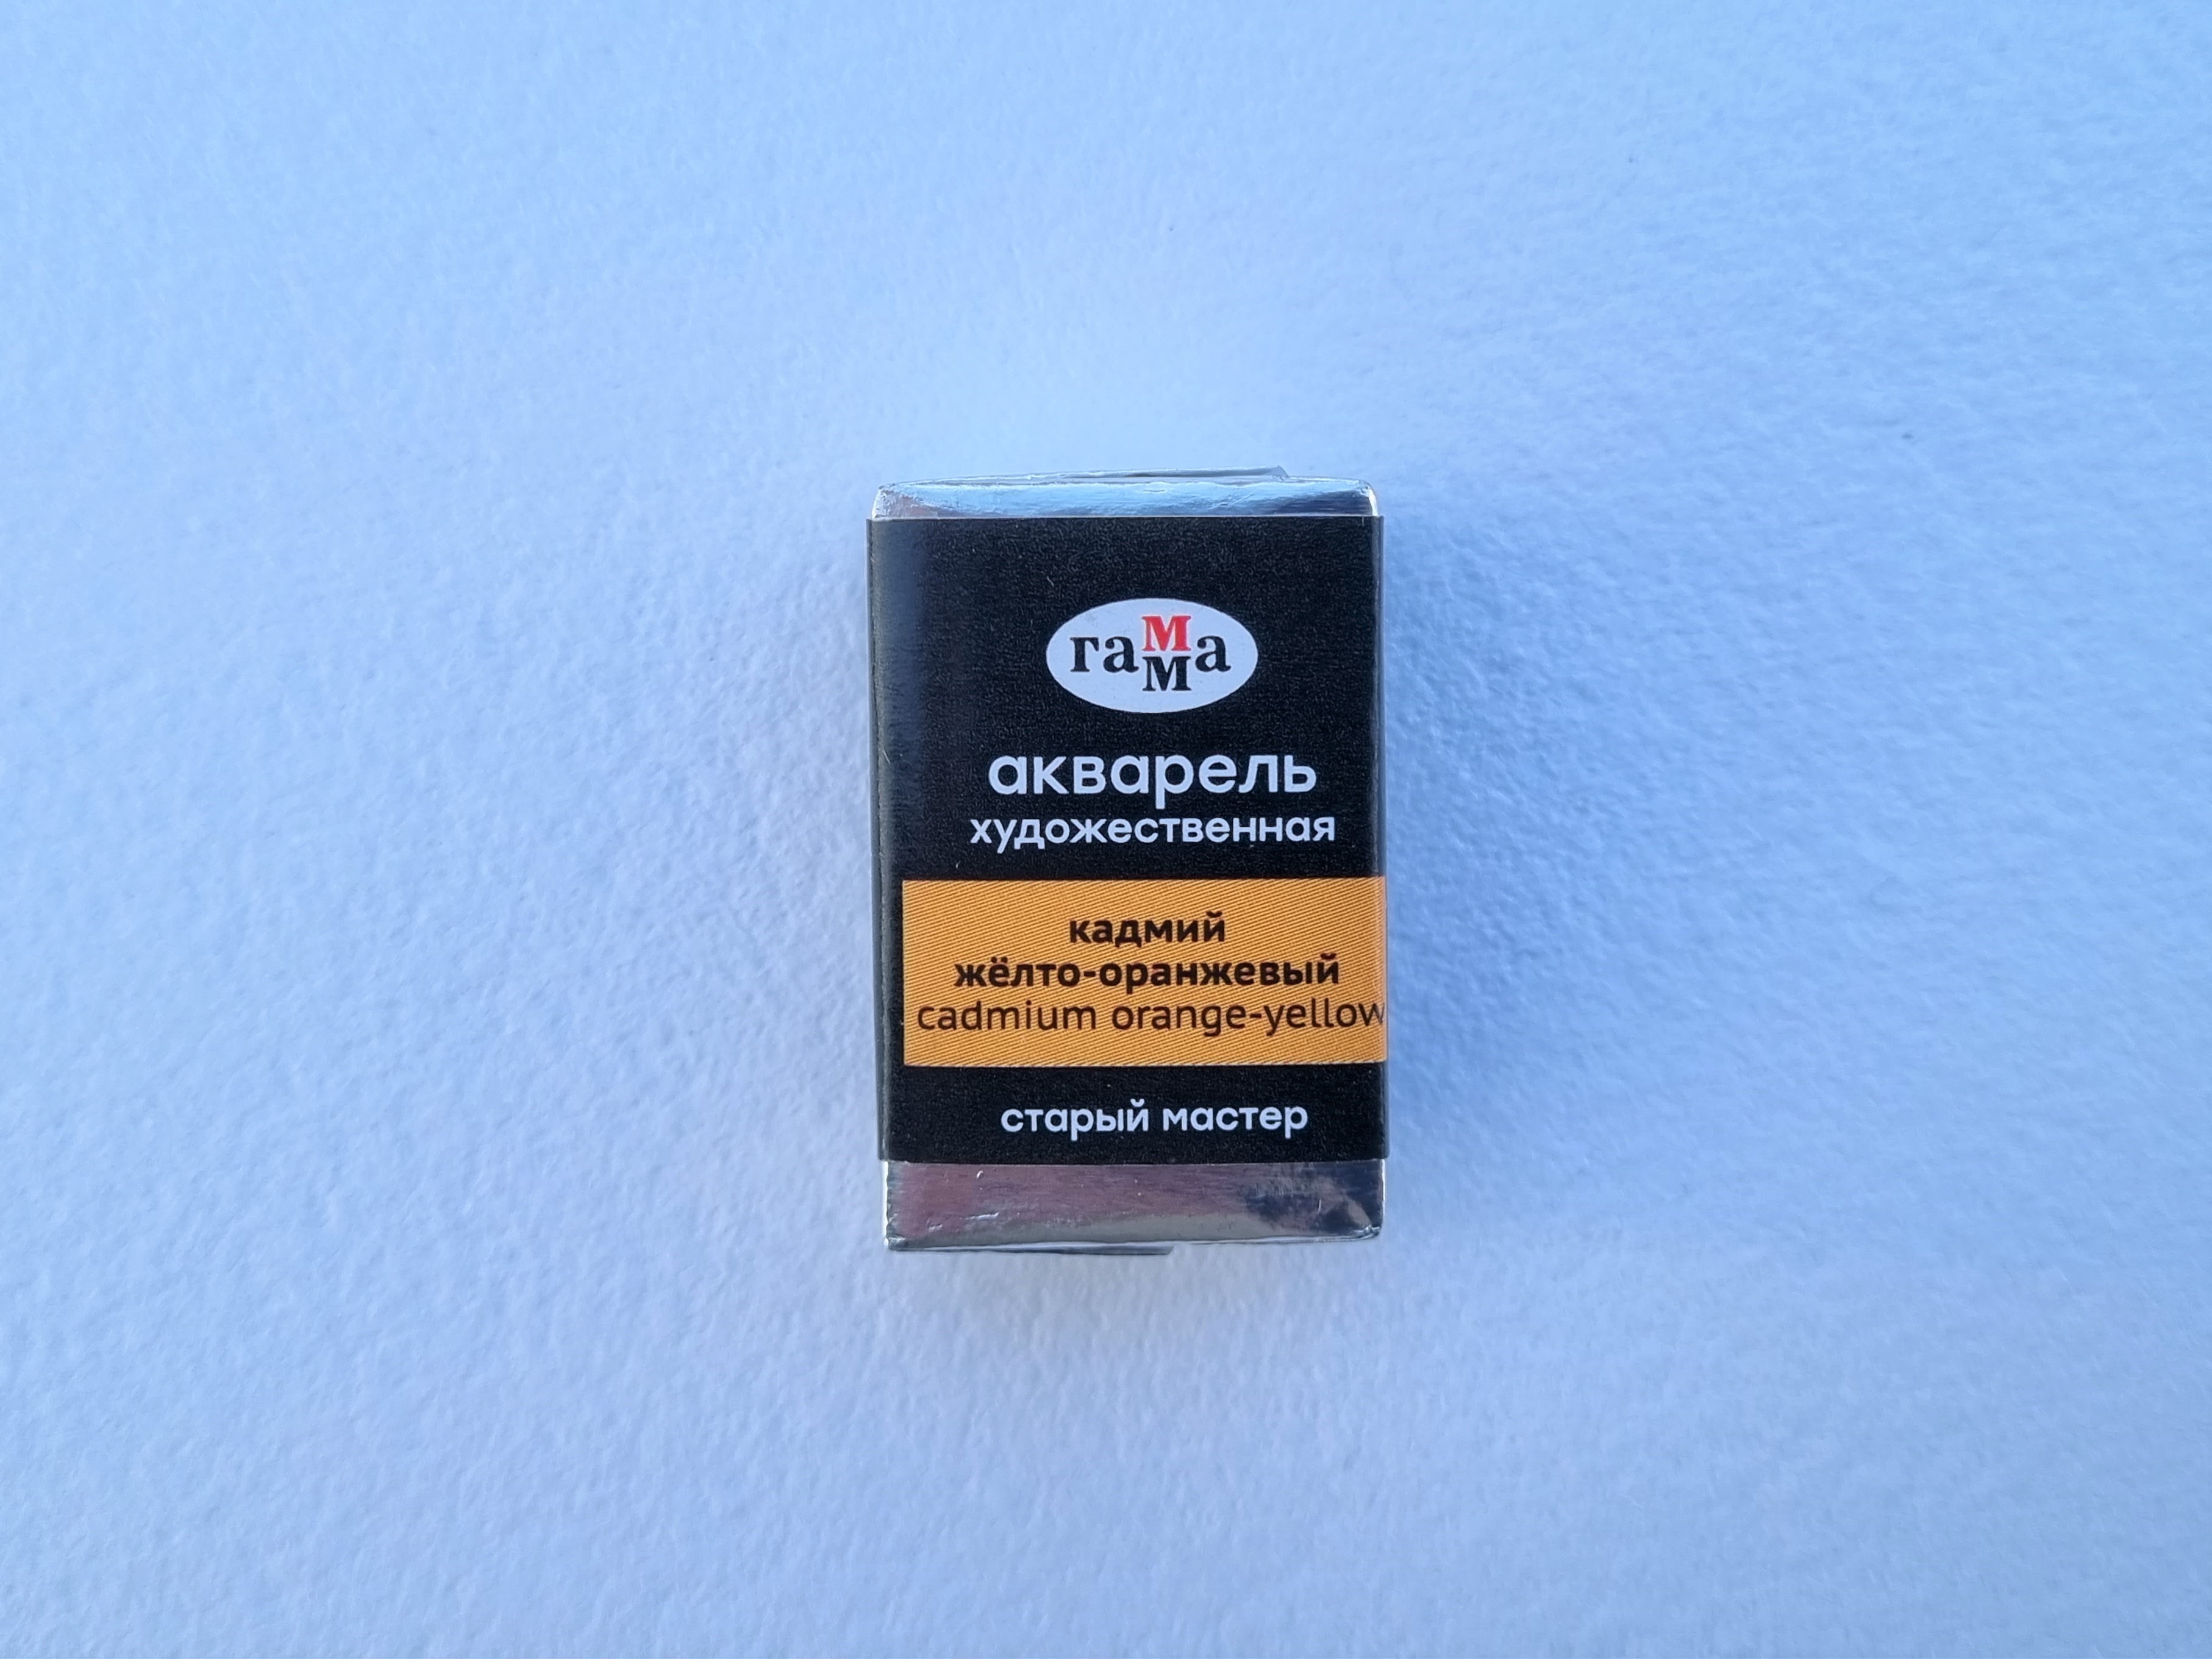 гамма
акварель
художественная
кадмий
жёлто-оранжевый
cadmium orange-yellow
старый мастер